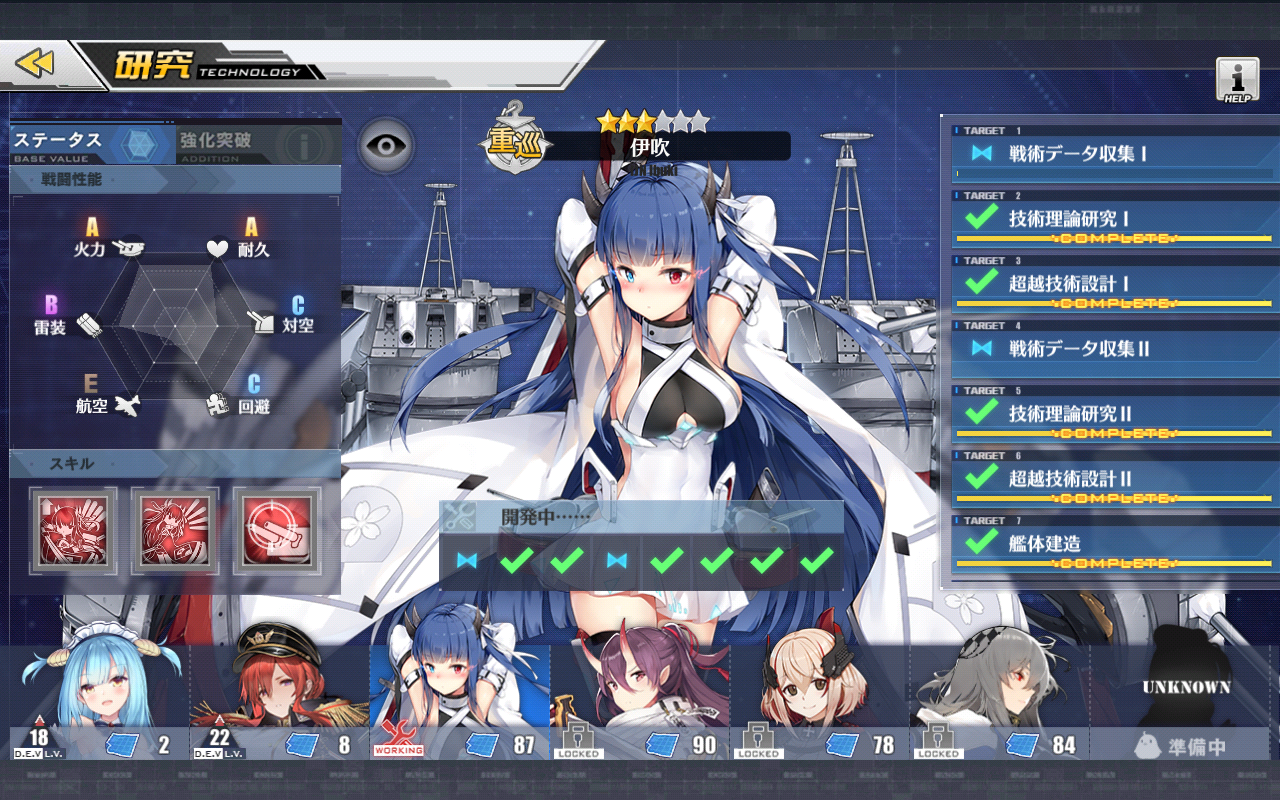 研究 TECHNOLOGY
HELP
ステータス
BASE VALUE
強化突破
ADDITION
戦闘性能
A
火力
A
耐久
B
雷装
C
対空
E
航空
C
回避
スキル
重巡
伊吹
IJN Ibuki
開発中……
TARGET 1
戦術データ収集 I
TARGET 2
技術理論研究 I
COMPLETE
TARGET 3
超越技術設計 I
COMPLETE
TARGET 4
戦術データ収集 II
TARGET 5
技術理論研究 II
COMPLETE
TARGET 6
超越技術設計 II
COMPLETE
TARGET 7
艦体建造
COMPLETE
18
D.E.V LV.
2
22
D.E.V LV.
8
WORKING
87
LOCKED
90
LOCKED
78
LOCKED
84
UNKNOWN
準備中